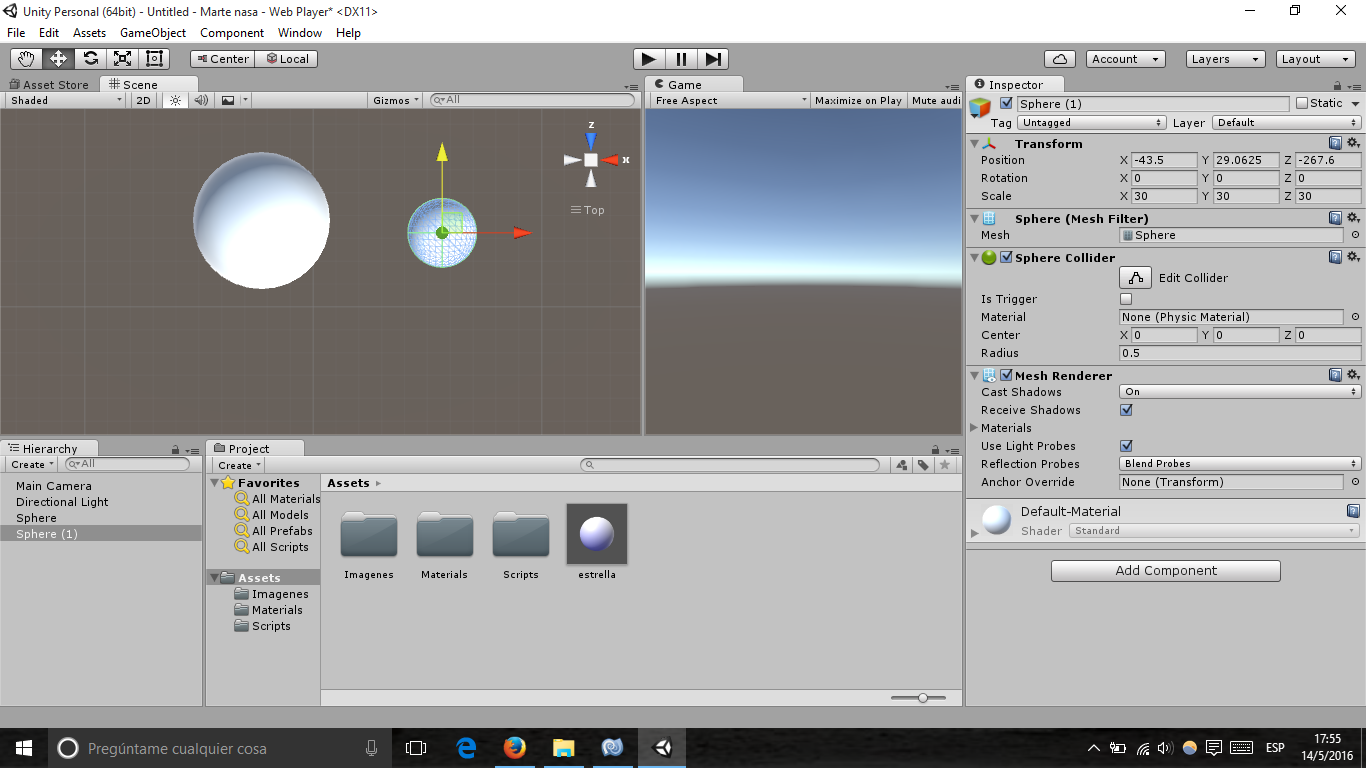 Unity Personal (64bit) - Untitled - Marte nasa - Web Player* <DX11>
File Edit Assets GameObject Component Window Help
Center Local Account Layers Layout
Asset Store Scene
Shaded 2D Gizmos All
z
x
Top
Game
Free Aspect Maximize on Play Mute audi
Inspector
Sphere (1) Static
Tag Untagged Layer Default
Transform
Position X -43.5 Y 29.0625 Z -267.6
Rotation X 0 Y 0 Z 0
Scale X 30 Y 30 Z 30
Sphere (Mesh Filter)
Mesh Sphere
Sphere Collider
Edit Collider
Is Trigger
Material None (Physic Material)
Center X 0 Y 0 Z 0
Radius 0.5
Mesh Renderer
Cast Shadows On
Receive Shadows
Materials
Use Light Probes
Reflection Probes Blend Probes
Anchor Override None (Transform)
Default-Material
Shader Standard
Add Component
Hierarchy
Create All
Main Camera
Directional Light
Sphere
Sphere (1)
Project
Create
Favorites
All Materials
All Models
All Prefabs
All Scripts
Assets
Imagenes
Materials
Scripts
Assets
Imagenes Materials Scripts estrella
Pregúntame cualquier cosa
ESP
17:55
14/5/2016